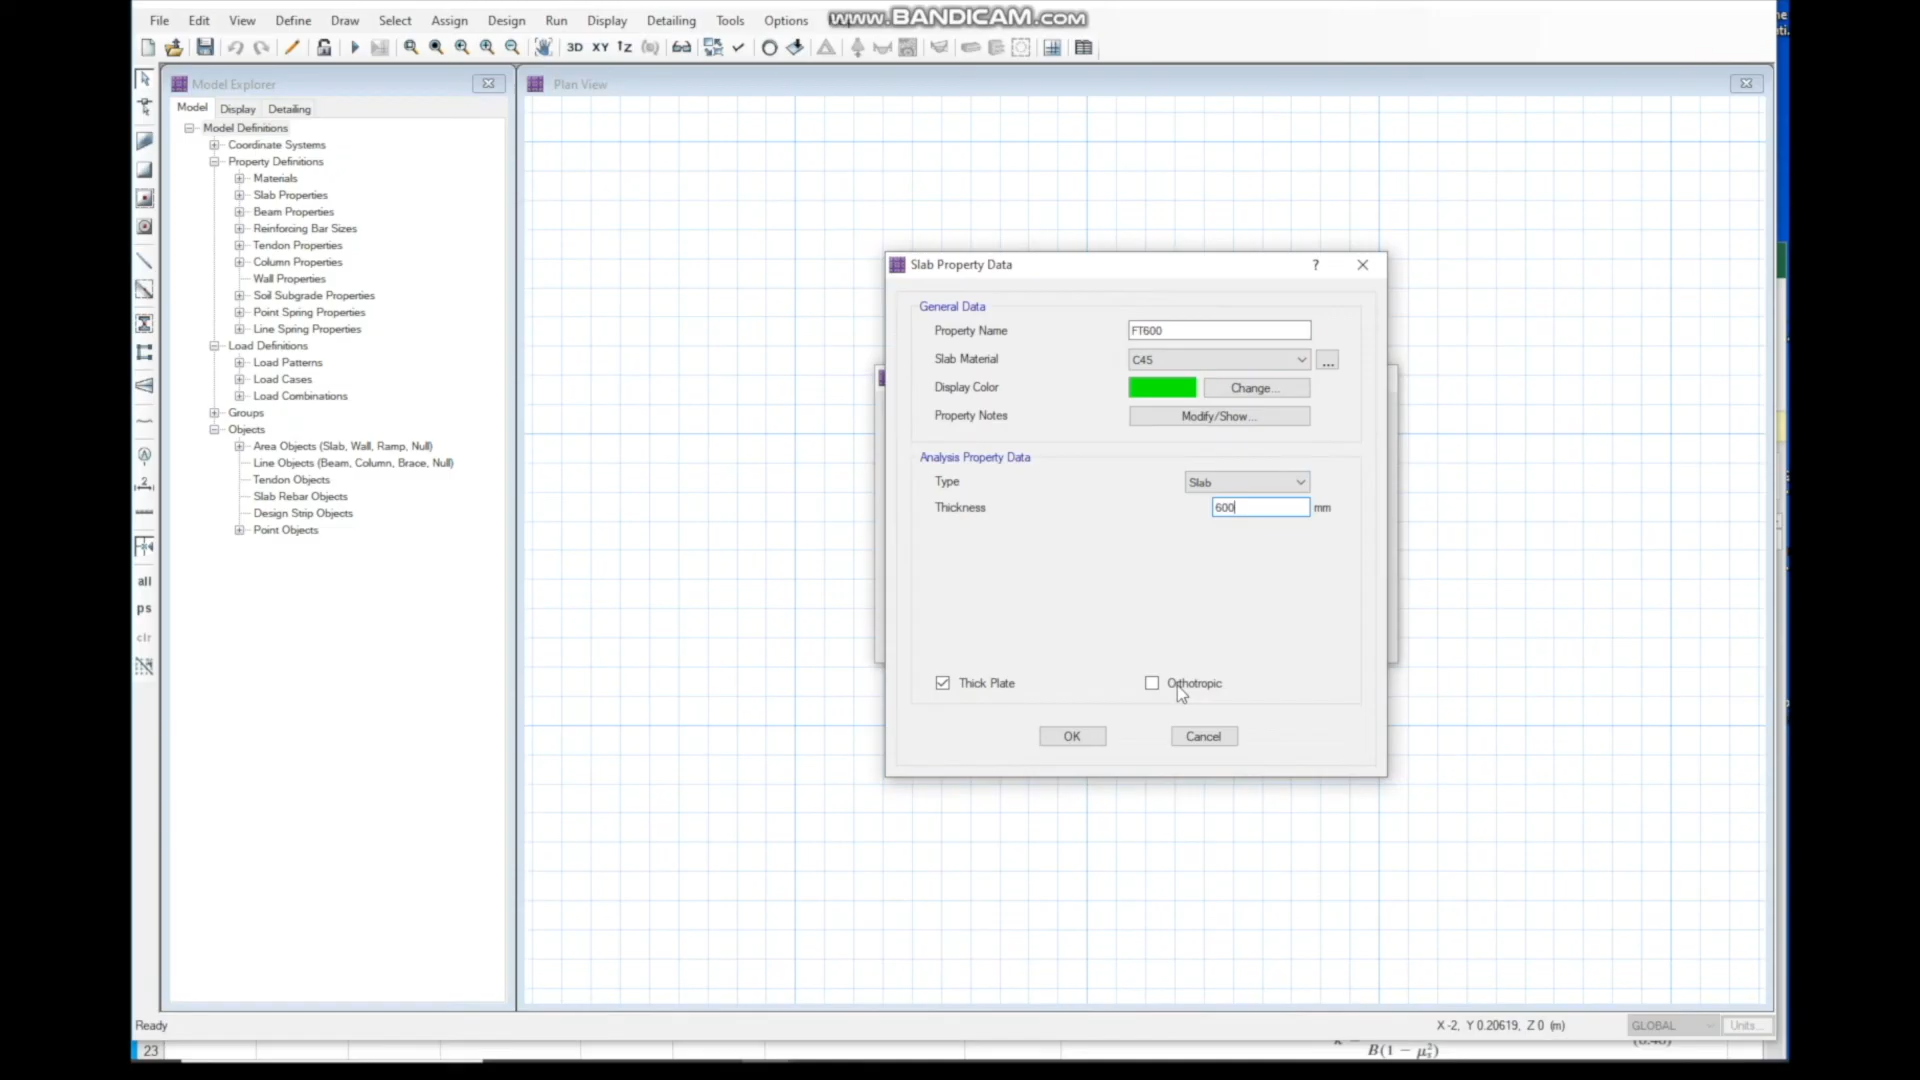 File Edit View Define Draw Select Assign Design Run Display Detailing Tools Options
www.BANDICAM.com
3D XY
Model Explorer
Plan View
Model Display Detailing
Model Definitions
Coordinate Systems
Property Definitions
Materials
Slab Properties
Beam Properties
Reinforcing Bar Sizes
Tendon Properties
Column Properties
Wall Properties
Soil Subgrade Properties
Point Spring Properties
Line Spring Properties
Load Definitions
Load Patterns
Load Cases
Load Combinations
Groups
Objects
Area Objects (Slab, Wall, Ramp, Null)
Line Objects (Beam, Column, Brace, Null)
Tendon Objects
Slab Rebar Objects
Design Strip Objects
Point Objects
all
ps
clr
Slab Property Data ?
General Data
Property Name FT600
Slab Material C45 ...
Display Color Change...
Property Notes Modify/Show...
Analysis Property Data
Type Slab
Thickness 600 mm
Thick Plate Orthotropic
OK Cancel
Ready
X -2, Y 0.20619, Z 0 (m) GLOBAL Units...
23
B(1 − μ²ₛ)